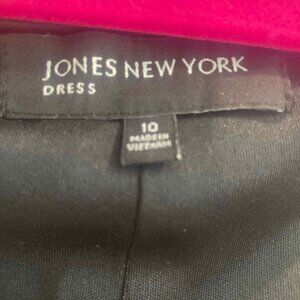 JONES NEW YORK
DRESS
10
MADE IN
VIETNAM